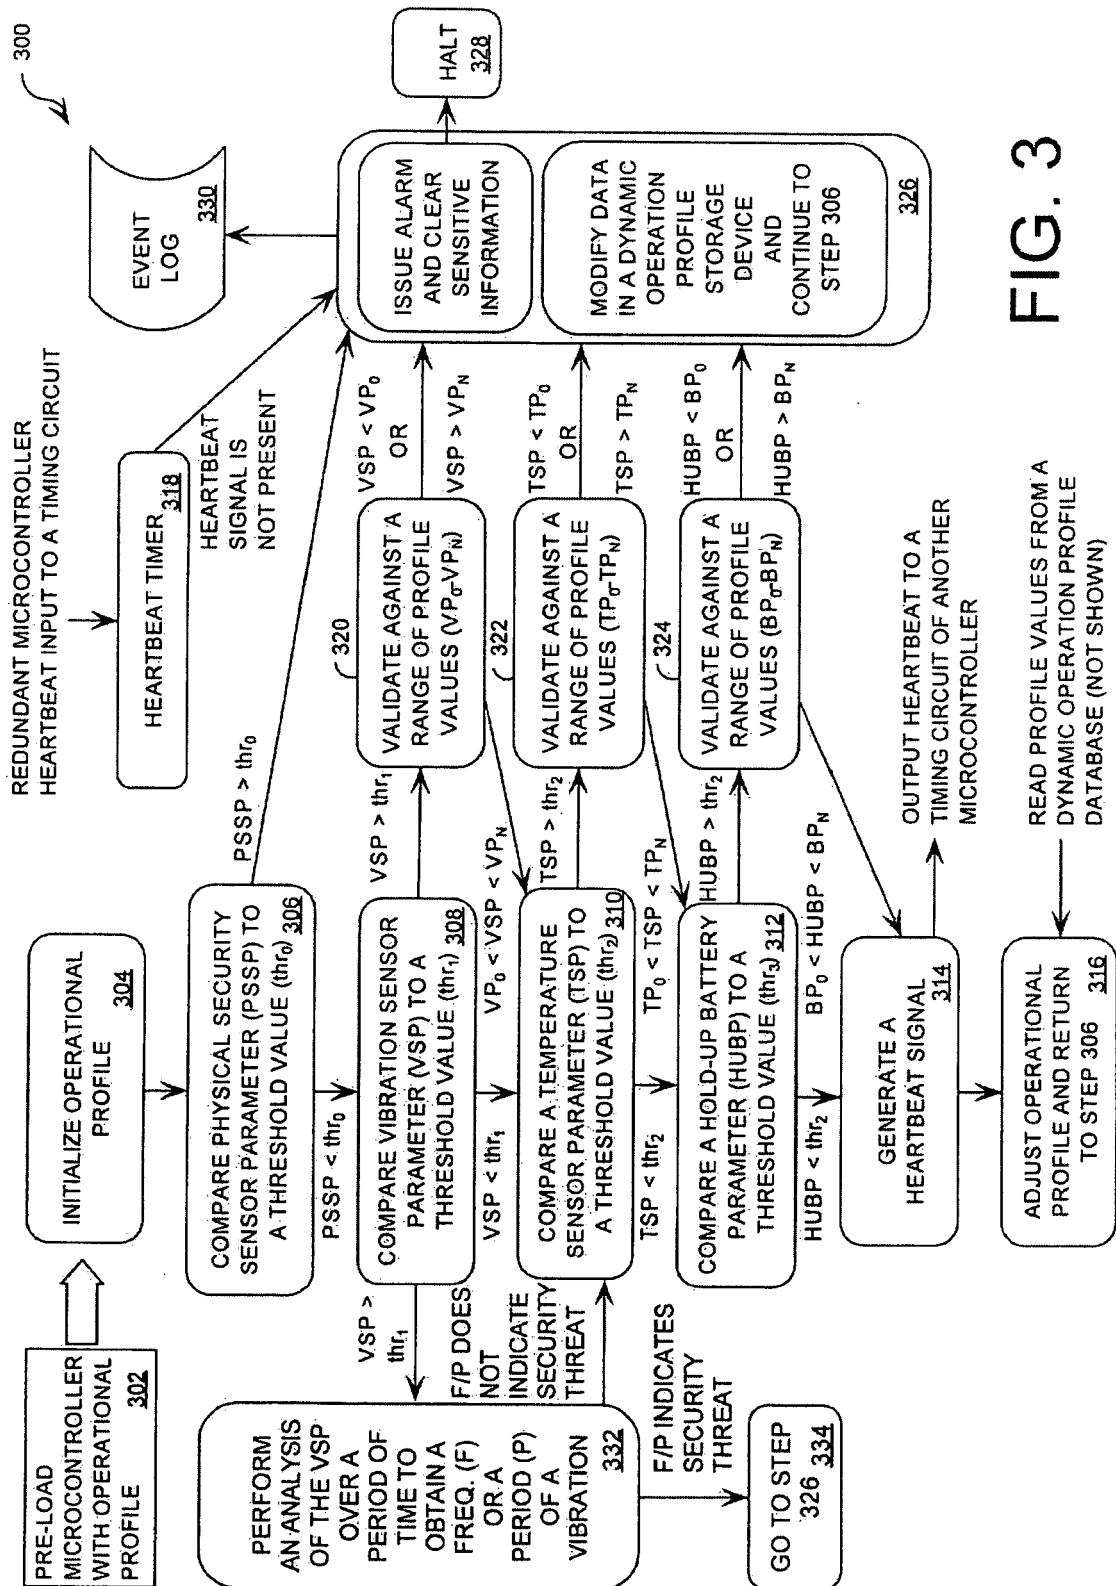 300
PRE-LOAD
MICROCONTROLLER
WITH OPERATIONAL
PROFILE 302
INITIALIZE OPERATIONAL
PROFILE 304
REDUNDANT MICROCONTROLLER
HEARTBEAT INPUT TO A TIMING CIRCUIT
HEARTBEAT TIMER 318
HEARTBEAT
SIGNAL IS
NOT PRESENT
EVENT
LOG 330
COMPARE PHYSICAL SECURITY
SENSOR PARAMETER (PSSP) TO
A THRESHOLD VALUE (thr0) 306
PSSP > thr0
PSSP < thr0
COMPARE VIBRATION SENSOR
PARAMETER (VSP) TO A
THRESHOLD VALUE (thr1) 308
VSP > thr1
VSP >
thr1
VSP < thr1
320
VALIDATE AGAINST A
RANGE OF PROFILE
VALUES (VP0-VPN)
VSP < VP0
OR
VSP > VPN
VP0 < VSP < VPN
ISSUE ALARM
AND CLEAR
SENSITIVE
INFORMATION
HALT
328
PERFORM
AN ANALYSIS
OF THE VSP
OVER A
PERIOD OF
TIME TO
OBTAIN A
FREQ. (F)
OR A
PERIOD (P)
OF A
VIBRATION 332
F/P DOES
NOT
INDICATE
SECURITY
THREAT
F/P INDICATES
SECURITY
THREAT
GO TO STEP
326 334
COMPARE A TEMPERATURE
SENSOR PARAMETER (TSP) TO
A THRESHOLD VALUE (thr2) 310
TSP > thr2
TSP < thr2
322
VALIDATE AGAINST A
RANGE OF PROFILE
VALUES (TP0-TPN)
TSP < TP0
OR
TSP > TPN
TP0 < TSP < TPN
MODIFY DATA
IN A DYNAMIC
OPERATION
PROFILE
STORAGE
DEVICE
AND
CONTINUE TO
STEP 306
326
COMPARE A HOLD-UP BATTERY
PARAMETER (HUBP) TO A
THRESHOLD VALUE (thr3) 312
HUBP > thr2
HUBP < thr2
324
VALIDATE AGAINST A
RANGE OF PROFILE
VALUES (BP0-BPN)
HUBP < BP0
OR
HUBP > BPN
BP0 < HUBP < BPN
GENERATE A
HEARTBEAT SIGNAL
314
OUTPUT HEARTBEAT TO A
TIMING CIRCUIT OF ANOTHER
MICROCONTROLLER
ADJUST OPERATIONAL
PROFILE AND RETURN
TO STEP 306 316
READ PROFILE VALUES FROM A
DYNAMIC OPERATION PROFILE
DATABASE (NOT SHOWN)
FIG. 3